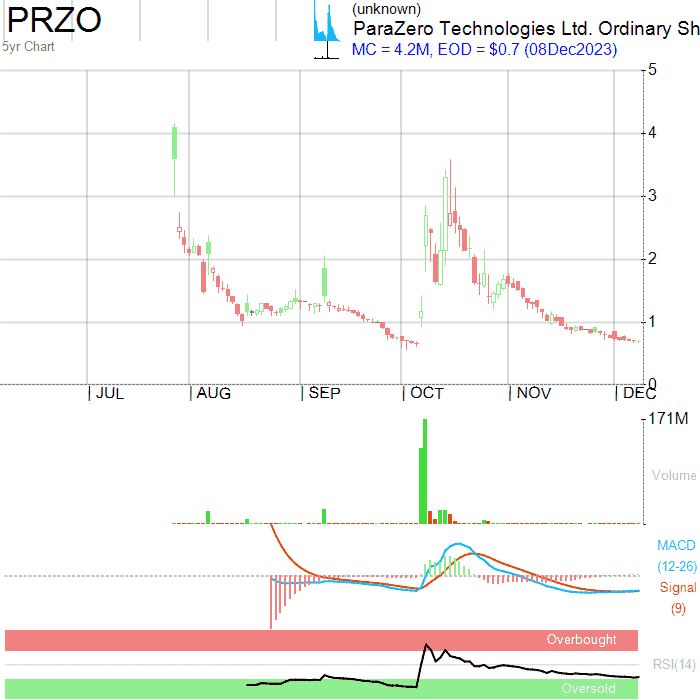 PRZO
5yr Chart
(unknown)
ParaZero Technologies Ltd. Ordinary Sh
MC = 4.2M, EOD = $0.7 (08Dec2023)
5
4
3
2
1
0
JUL AUG SEP OCT NOV DEC
171M
Volume
MACD
(12-26)
Signal
(9)
Overbought
RSI(14)
Oversold